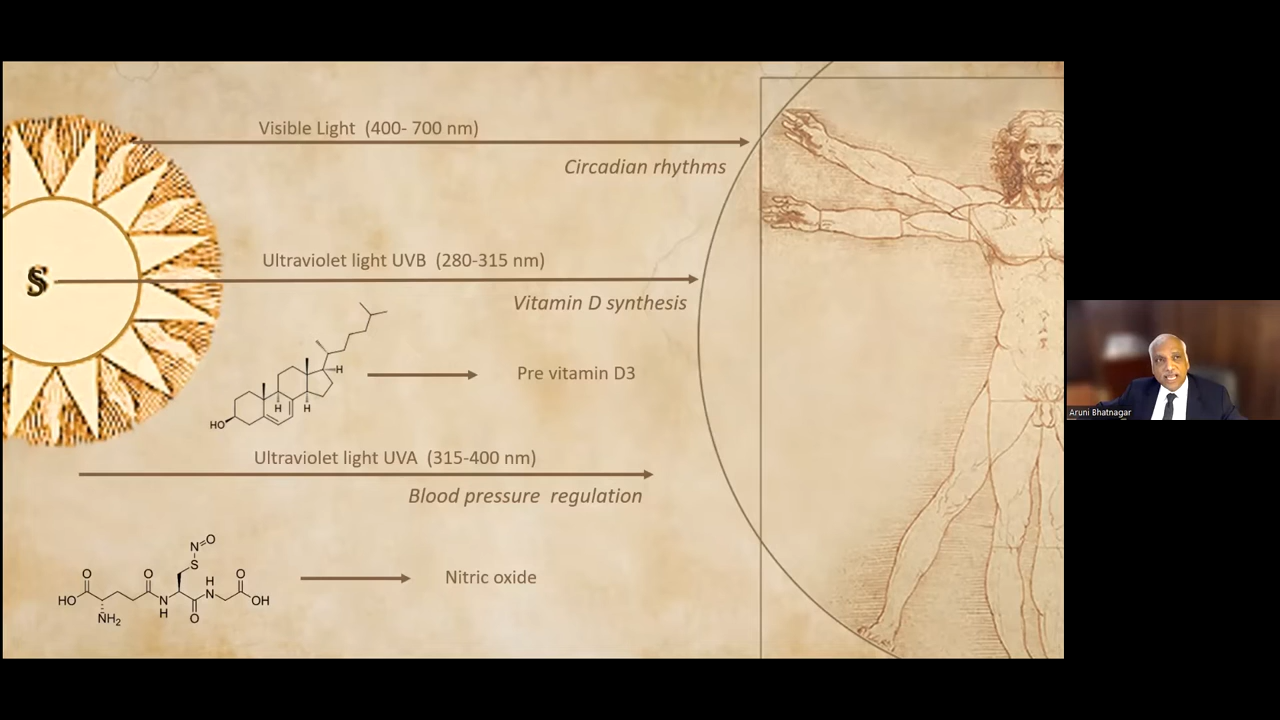 Visible Light (400- 700 nm)
Circadian rhythms
S
Ultraviolet light UVB (280-315 nm)
Vitamin D synthesis
H
H
H
HO
Pre vitamin D3
Ultraviolet light UVA (315-400 nm)
Blood pressure regulation
N O
S
O O H O
HO N OH
NH₂ N H O
Nitric oxide
Aruni Bhatnagar